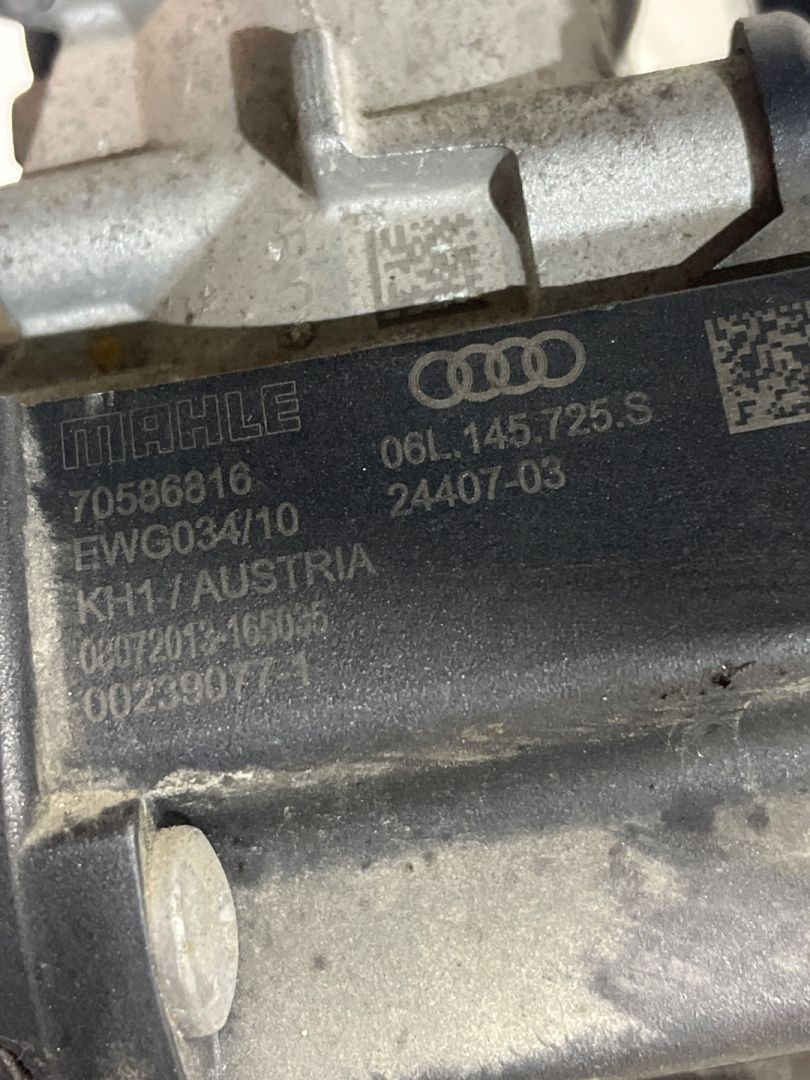 MAHLE
06L.145.725.S
70586816
24407-03
EWG034/10
KH1 / AUSTRIA
03072013-165035
00239077-1